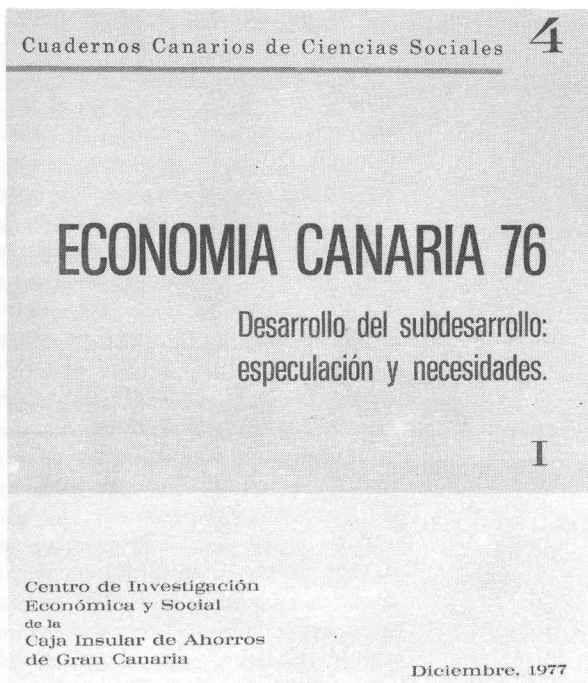 Cuadernos Canarios de Ciencias Sociales 4
ECONOMIA CANARIA 76
Desarrollo del subdesarrollo:
especulación y necesidades.
I
Centro de Investigación
Económica y Social
de la
Caja Insular de Ahorros
de Gran Canaria
Diciembre, 1977